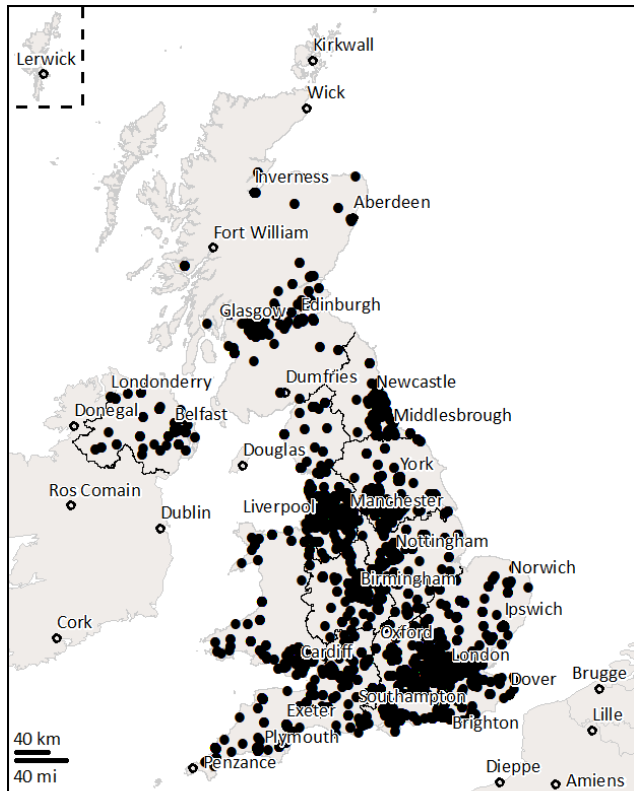 Kirkwall
Lerwick
Wick
Inverness
Aberdeen
Fort William
Glasgow
Edinburgh
Londonderry
Dumfries
Newcastle
Donegal
Belfast
Middlesbrough
Douglas
York
Ros Comain
Liverpool
Manchester
Dublin
Nottingham
Norwich
Birmingham
Ipswich
Cork
Oxford
Cardiff
London
Brugge
Dover
Southampton
Exeter
Brighton
Lille
Plymouth
40 km
40 mi
Penzance
Dieppe
Amiens